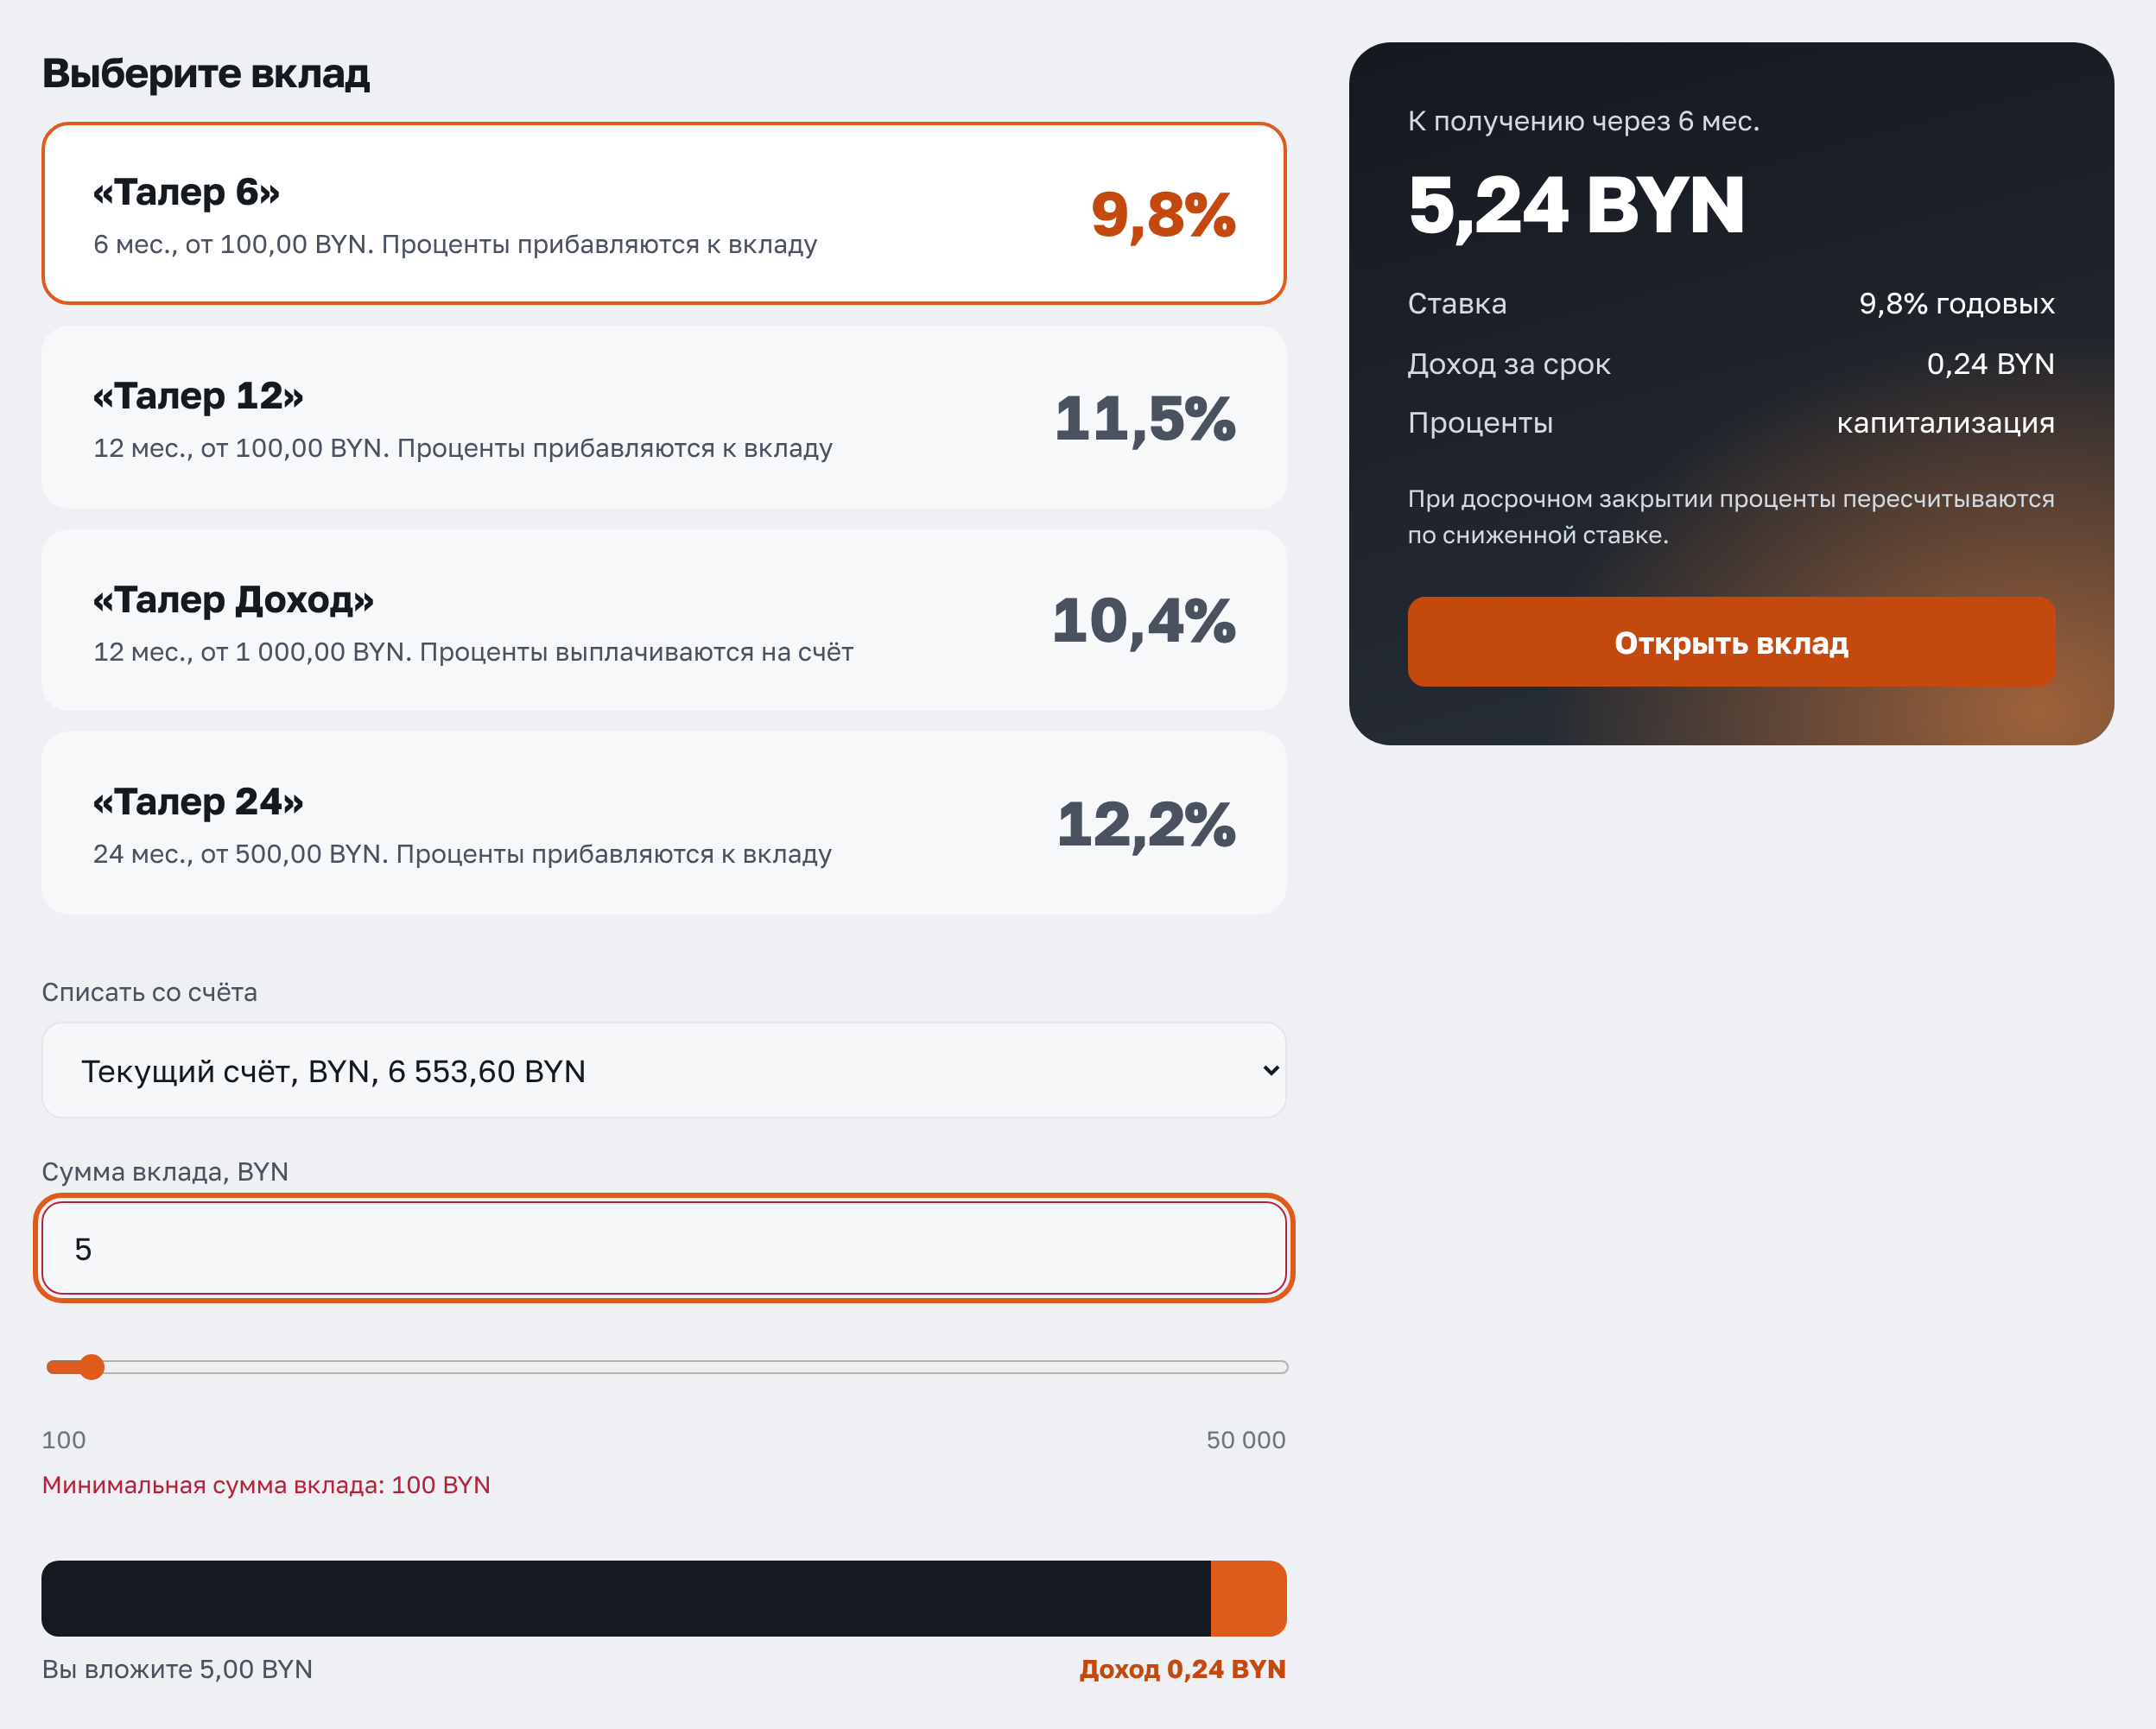 Выберите вклад
«Талер 6»
6 мес., от 100,00 BYN. Проценты прибавляются к вкладу
9,8%
«Талер 12»
12 мес., от 100,00 BYN. Проценты прибавляются к вкладу
11,5%
«Талер Доход»
12 мес., от 1 000,00 BYN. Проценты выплачиваются на счёт
10,4%
«Талер 24»
24 мес., от 500,00 BYN. Проценты прибавляются к вкладу
12,2%
Списать со счёта
Текущий счёт, BYN, 6 553,60 BYN
Сумма вклада, BYN
5
100
50 000
Минимальная сумма вклада: 100 BYN
Вы вложите 5,00 BYN
Доход 0,24 BYN
К получению через 6 мес.
5,24 BYN
Ставка
9,8% годовых
Доход за срок
0,24 BYN
Проценты
капитализация
При досрочном закрытии проценты пересчитываются
по сниженной ставке.
Открыть вклад